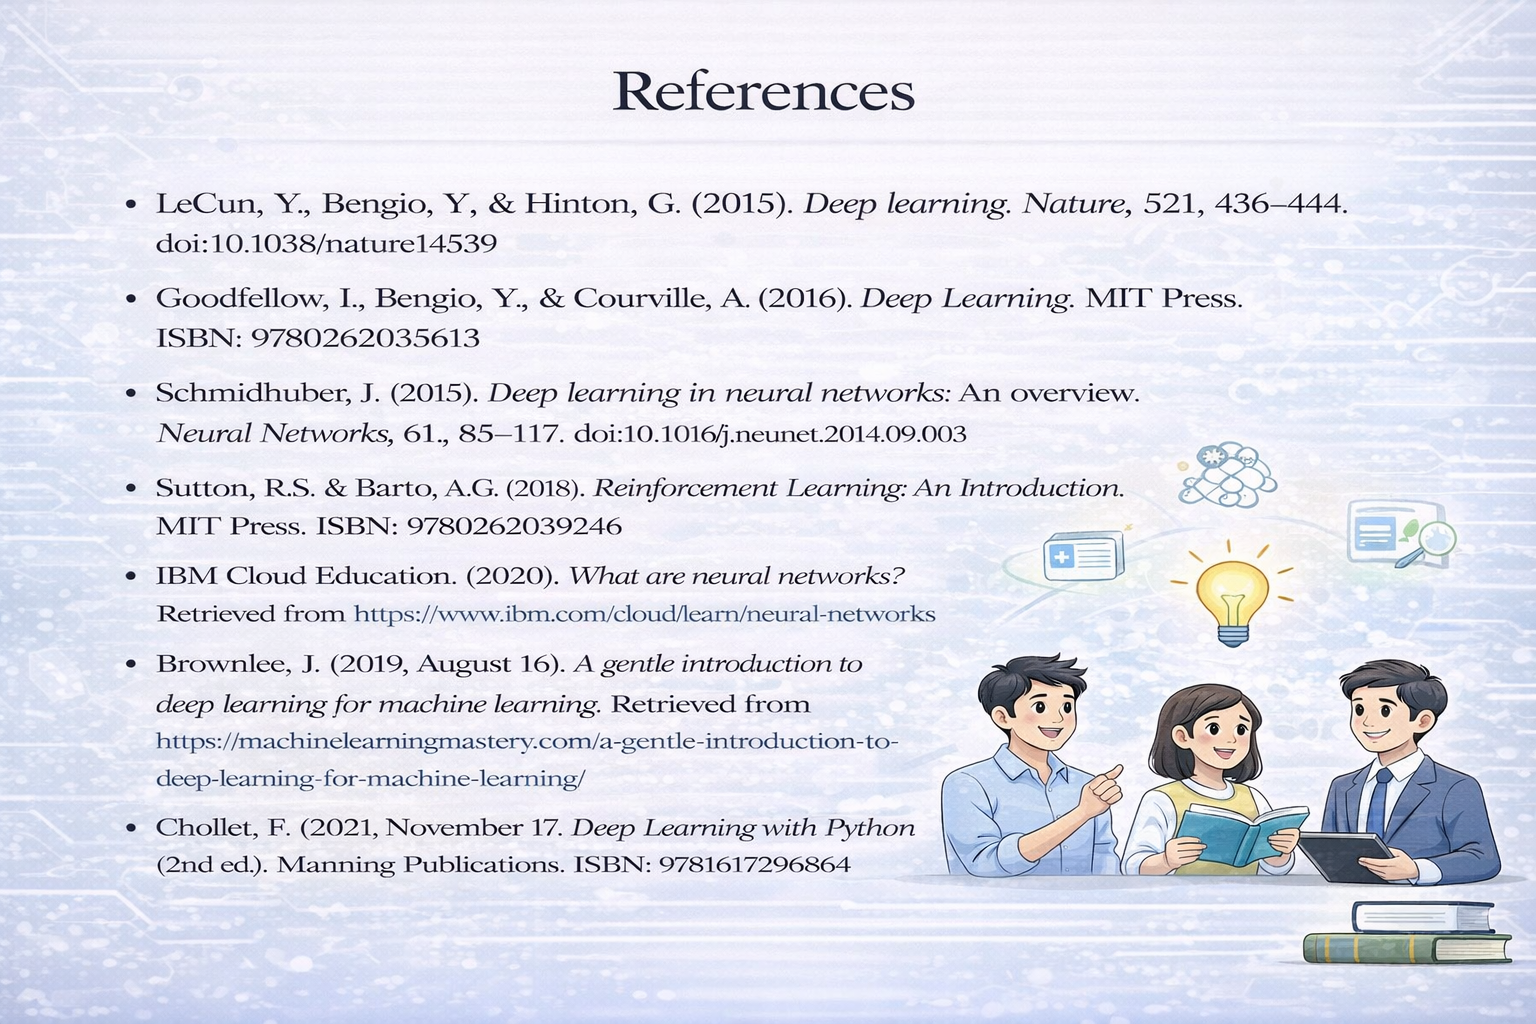 References
• LeCun, Y., Bengio, Y, & Hinton, G. (2015). Deep learning. Nature, 521, 436–444.
doi:10.1038/nature14539
• Goodfellow, I., Bengio, Y., & Courville, A. (2016). Deep Learning. MIT Press.
ISBN: 9780262035613
• Schmidhuber, J. (2015). Deep learning in neural networks: An overview.
Neural Networks, 61., 85–117. doi:10.1016/j.neunet.2014.09.003
• Sutton, R.S. & Barto, A.G. (2018). Reinforcement Learning: An Introduction.
MIT Press. ISBN: 9780262039246
• IBM Cloud Education. (2020). What are neural networks?
Retrieved from https://www.ibm.com/cloud/learn/neural-networks
• Brownlee, J. (2019, August 16). A gentle introduction to
deep learning for machine learning. Retrieved from
https://machinelearningmastery.com/a-gentle-introduction-to-
deep-learning-for-machine-learning/
• Chollet, F. (2021, November 17. Deep Learning with Python
(2nd ed.). Manning Publications. ISBN: 9781617296864